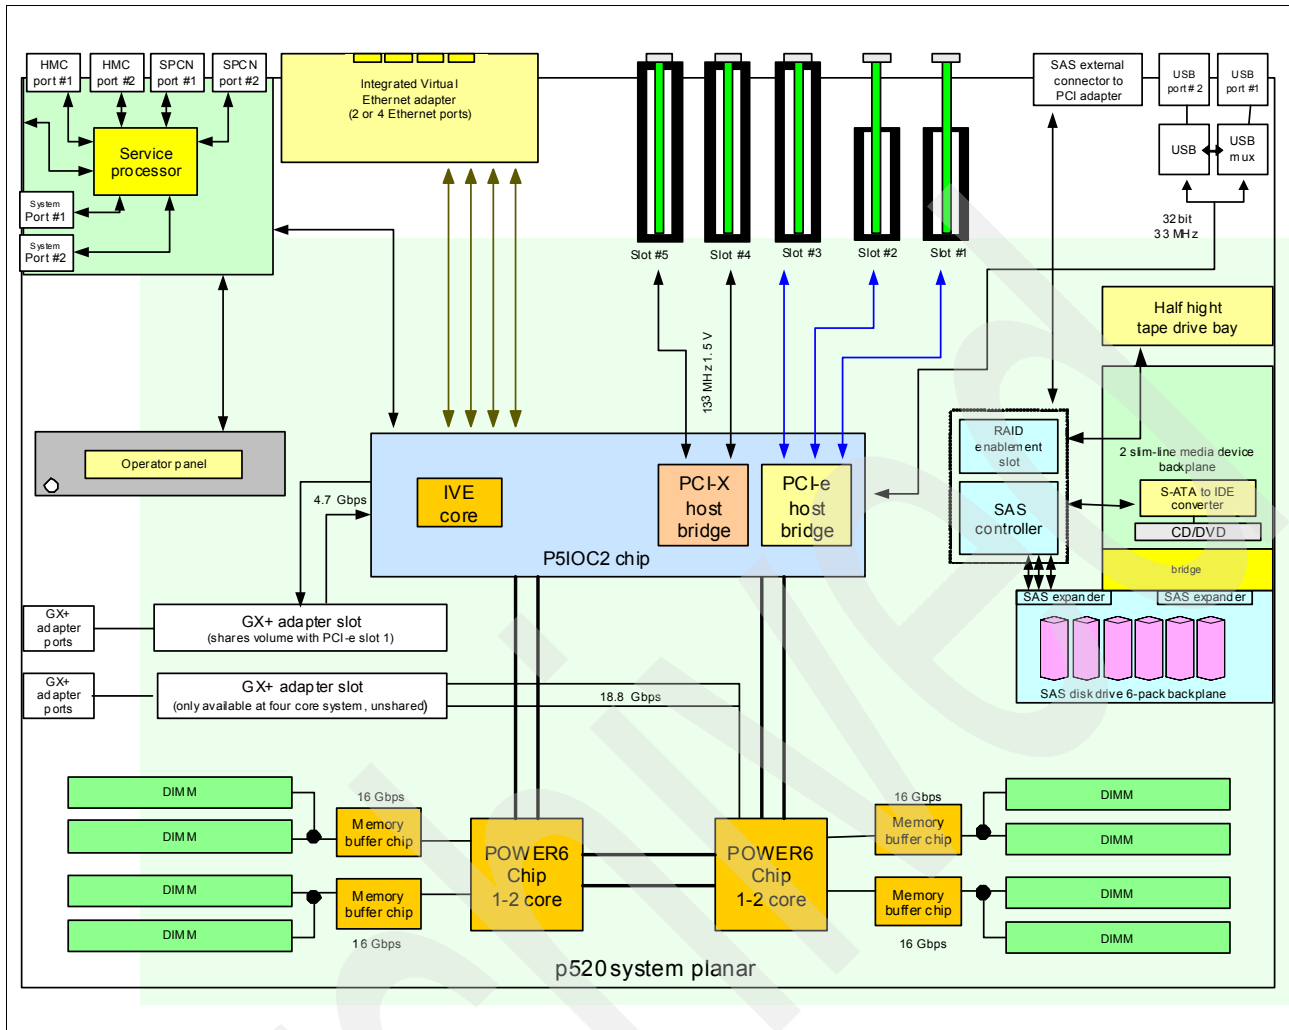 HMC
port #1
HMC
port #2
SPCN
port #1
SPCN
port #2
Integrated Virtual
Ethernet adapter
(2 or 4 Ethernet ports)
SAS external
connector to
PCI adapter
USB
port # 2
USB
port #1
Service
processor
USB
USB
mux
System
Port #1
System
Port #2
32 bit
33 MHz
Slot #5
Slot #4
Slot #3
Slot #2
Slot #1
133 MHz 1. 5 V
Half hight
tape drive bay
Operator panel
RAID
enablement
slot
2 slim-line media device
backplane
4.7 Gbps
IVE
core
PCI-X
host
bridge
PCI-e
host
bridge
SAS
controller
S-ATA to IDE
converter
CD/DVD
P5IOC2 chip
bridge
SAS expander
SAS expander
GX+
adapter
ports
GX+ adapter slot
(shares volume with PCI-e slot 1)
GX+
adapter
ports
GX+ adapter slot
(only available at four core system , unshared)
18.8 Gbps
SAS disk drive 6-pack backplane
DIMM
DIMM
16 Gbps
Memory
buffer chip
DIMM
DIMM
Memory
buffer chip
16 Gbps
POWER6
Chip
1-2 core
POWER6
Chip
1-2 core
16 Gbps
Memory
buffer chip
DIMM
DIMM
Memory
buffer chip
16 Gbps
DIMM
DIMM
p520 system planar